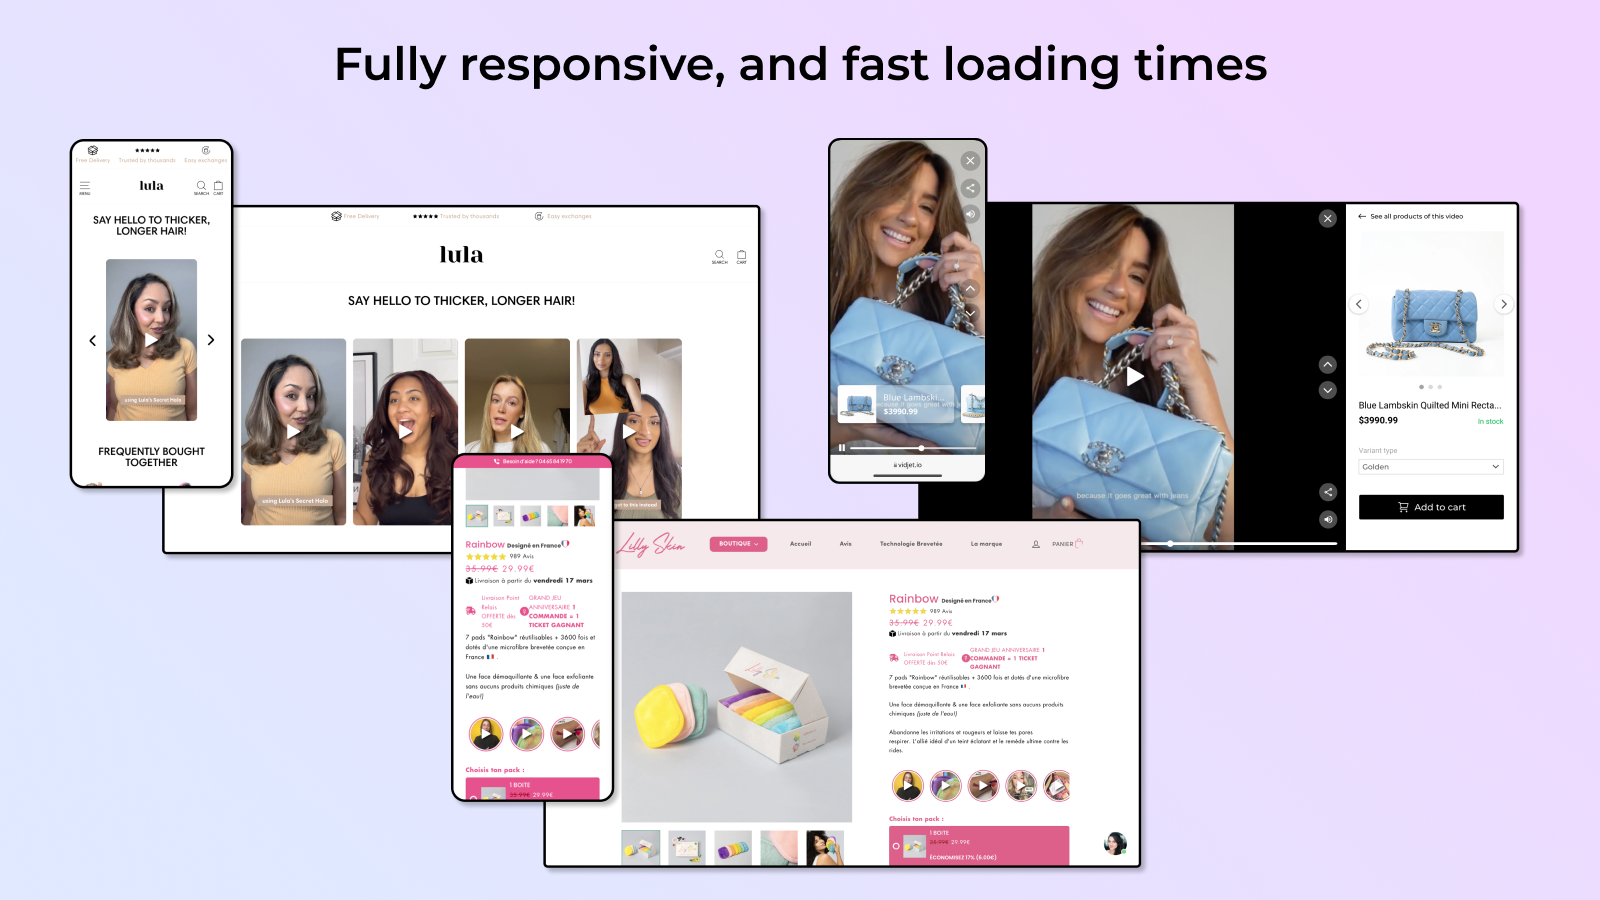 Fully responsive, and fast loading times
Free Delivery
Trusted by thousands
Easy exchanges
MENU
lula
SEARCH
CART
SAY HELLO TO THICKER,
LONGER HAIR!
using Lula's Secret Halo
FREQUENTLY BOUGHT
TOGETHER
Free Delivery
Trusted by thousands
Easy exchanges
lula
SEARCH
CART
SAY HELLO TO THICKER, LONGER HAIR!
using Lula's Secret Halo
to this instead!
Blue Lambski...
because it goes great with
$3990.99
vidjet.io
because it goes great with jeans
See all products of this video
Blue Lambskin Quilted Mini Recta...
$3990.99
In stock
Variant type
Golden
Add to cart
Besoin d'aide ? 04 65 84 19 70
Rainbow Designé en France
989 Avis
35.99€ 29.99€
Livraison à partir du vendredi 17 mars
Livraison Point
Relais
OFFERTE dès
50€
GRAND JEU
ANNIVERSAIRE 1
COMMANDE = 1
TICKET GAGNANT
7 pads "Rainbow" réutilisables + 3600 fois et
dotés d'une microfibre brevetée conçue en
France .
Une face démaquillante & une face exfoliante
sans aucuns produits chimiques (juste de
l'eau!)
Choisis ton pack :
1 BOITE
35.99€ 29.99€
Lilly Skin
BOUTIQUE
Accueil
Avis
Technologie Brevetée
La marque
PANIER
Rainbow Designé en France
989 Avis
35.99€ 29.99€
Livraison à partir du vendredi 17 mars
Livraison Point Relais
OFFERTE dès 50€
GRAND JEU ANNIVERSAIRE 1
COMMANDE = 1 TICKET
GAGNANT
7 pads "Rainbow" réutilisables + 3600 fois et dotés d'une microfibre
brevetée conçue en France .
Une face démaquillante & une face exfoliante sans aucuns produits
chimiques (juste de l'eau!)
Abandonne les irritations et rougeurs et laisse tes pores
respirer. L'allié idéal d'un teint éclatant et le remède ultime contre les
rides.
Choisis ton pack :
1 BOITE
35.99€ 29.99€
ÉCONOMISEZ 17% (6.00€)